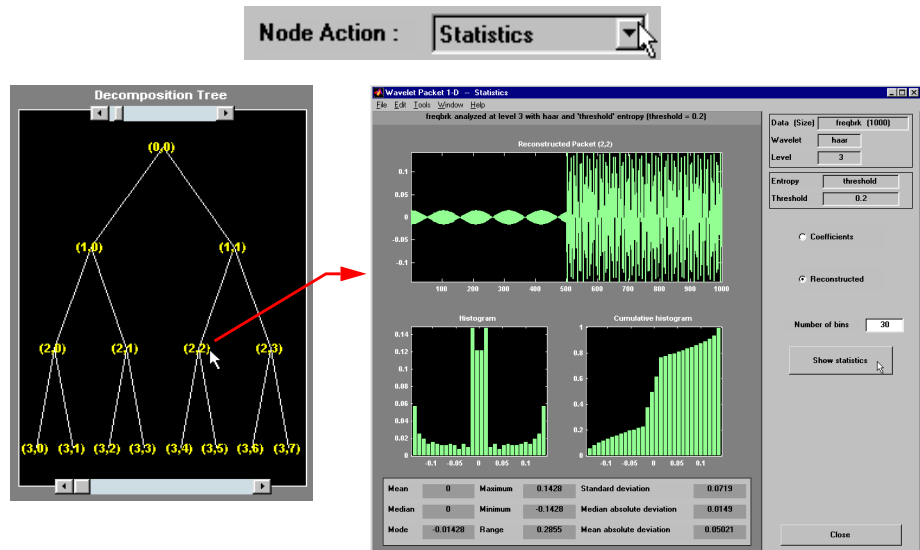 Node Action : Statistics
Decomposition Tree
(0,0)
(1,0) (1,1)
(2,0) (2,1) (2,2) (2,3)
(3,0) (3,1) (3,2) (3,3) (3,4) (3,5) (3,6) (3,7)
Wavelet Packet 1-D -- Statistics
File Edit Tools Window Help
freqbrk analyzed at level 3 with haar and 'threshold' entropy (threshold = 0.2)
Reconstructed Packet (2,2)
0.1
0.05
0
-0.05
-0.1
100 200 300 400 500 600 700 800 900 1000
Histogram
0.14
0.12
0.1
0.08
0.06
0.04
0.02
0
-0.1 -0.05 0 0.05 0.1
Cumulative histogram
1
0.8
0.6
0.4
0.2
0
-0.1 -0.05 0 0.05 0.1
Mean 0 Maximum 0.1428 Standard deviation 0.0719
Median 0 Minimum -0.1428 Median absolute deviation 0.0149
Mode -0.01428 Range 0.2855 Mean absolute deviation 0.05021
Data (Size) freqbrk (1000)
Wavelet haar
Level 3
Entropy threshold
Threshold 0.2
Coefficients
Reconstructed
Number of bins 30
Show statistics
Close